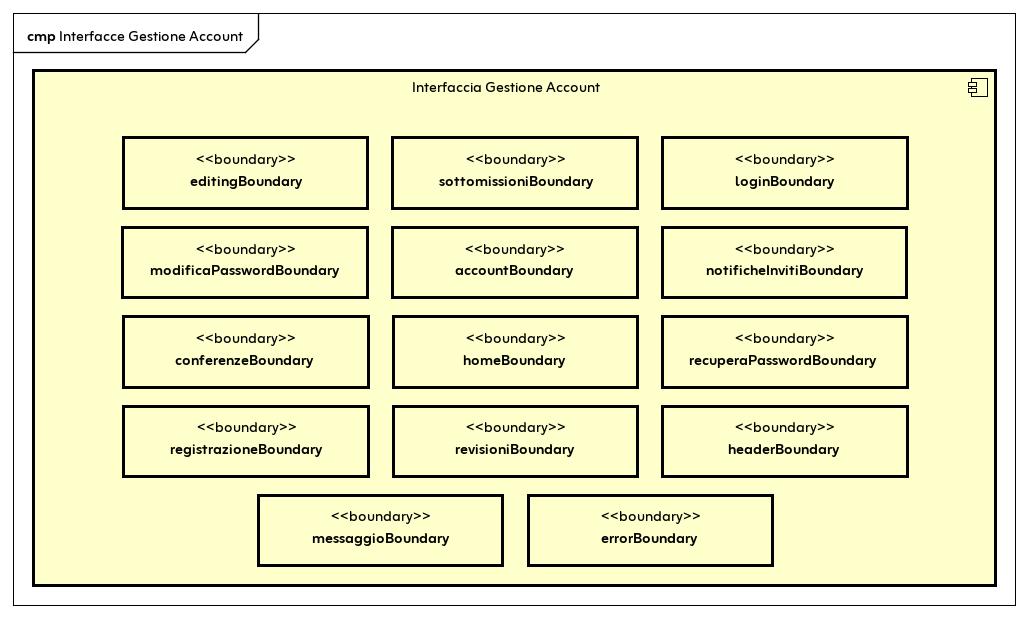 cmp Interfacce Gestione Account
Interfaccia Gestione Account
<<boundary>>
editingBoundary
<<boundary>>
sottomissioniBoundary
<<boundary>>
loginBoundary
<<boundary>>
modificaPasswordBoundary
<<boundary>>
accountBoundary
<<boundary>>
notificheInvitiBoundary
<<boundary>>
conferenzeBoundary
<<boundary>>
homeBoundary
<<boundary>>
recuperaPasswordBoundary
<<boundary>>
registrazioneBoundary
<<boundary>>
revisioniBoundary
<<boundary>>
headerBoundary
<<boundary>>
messaggioBoundary
<<boundary>>
errorBoundary